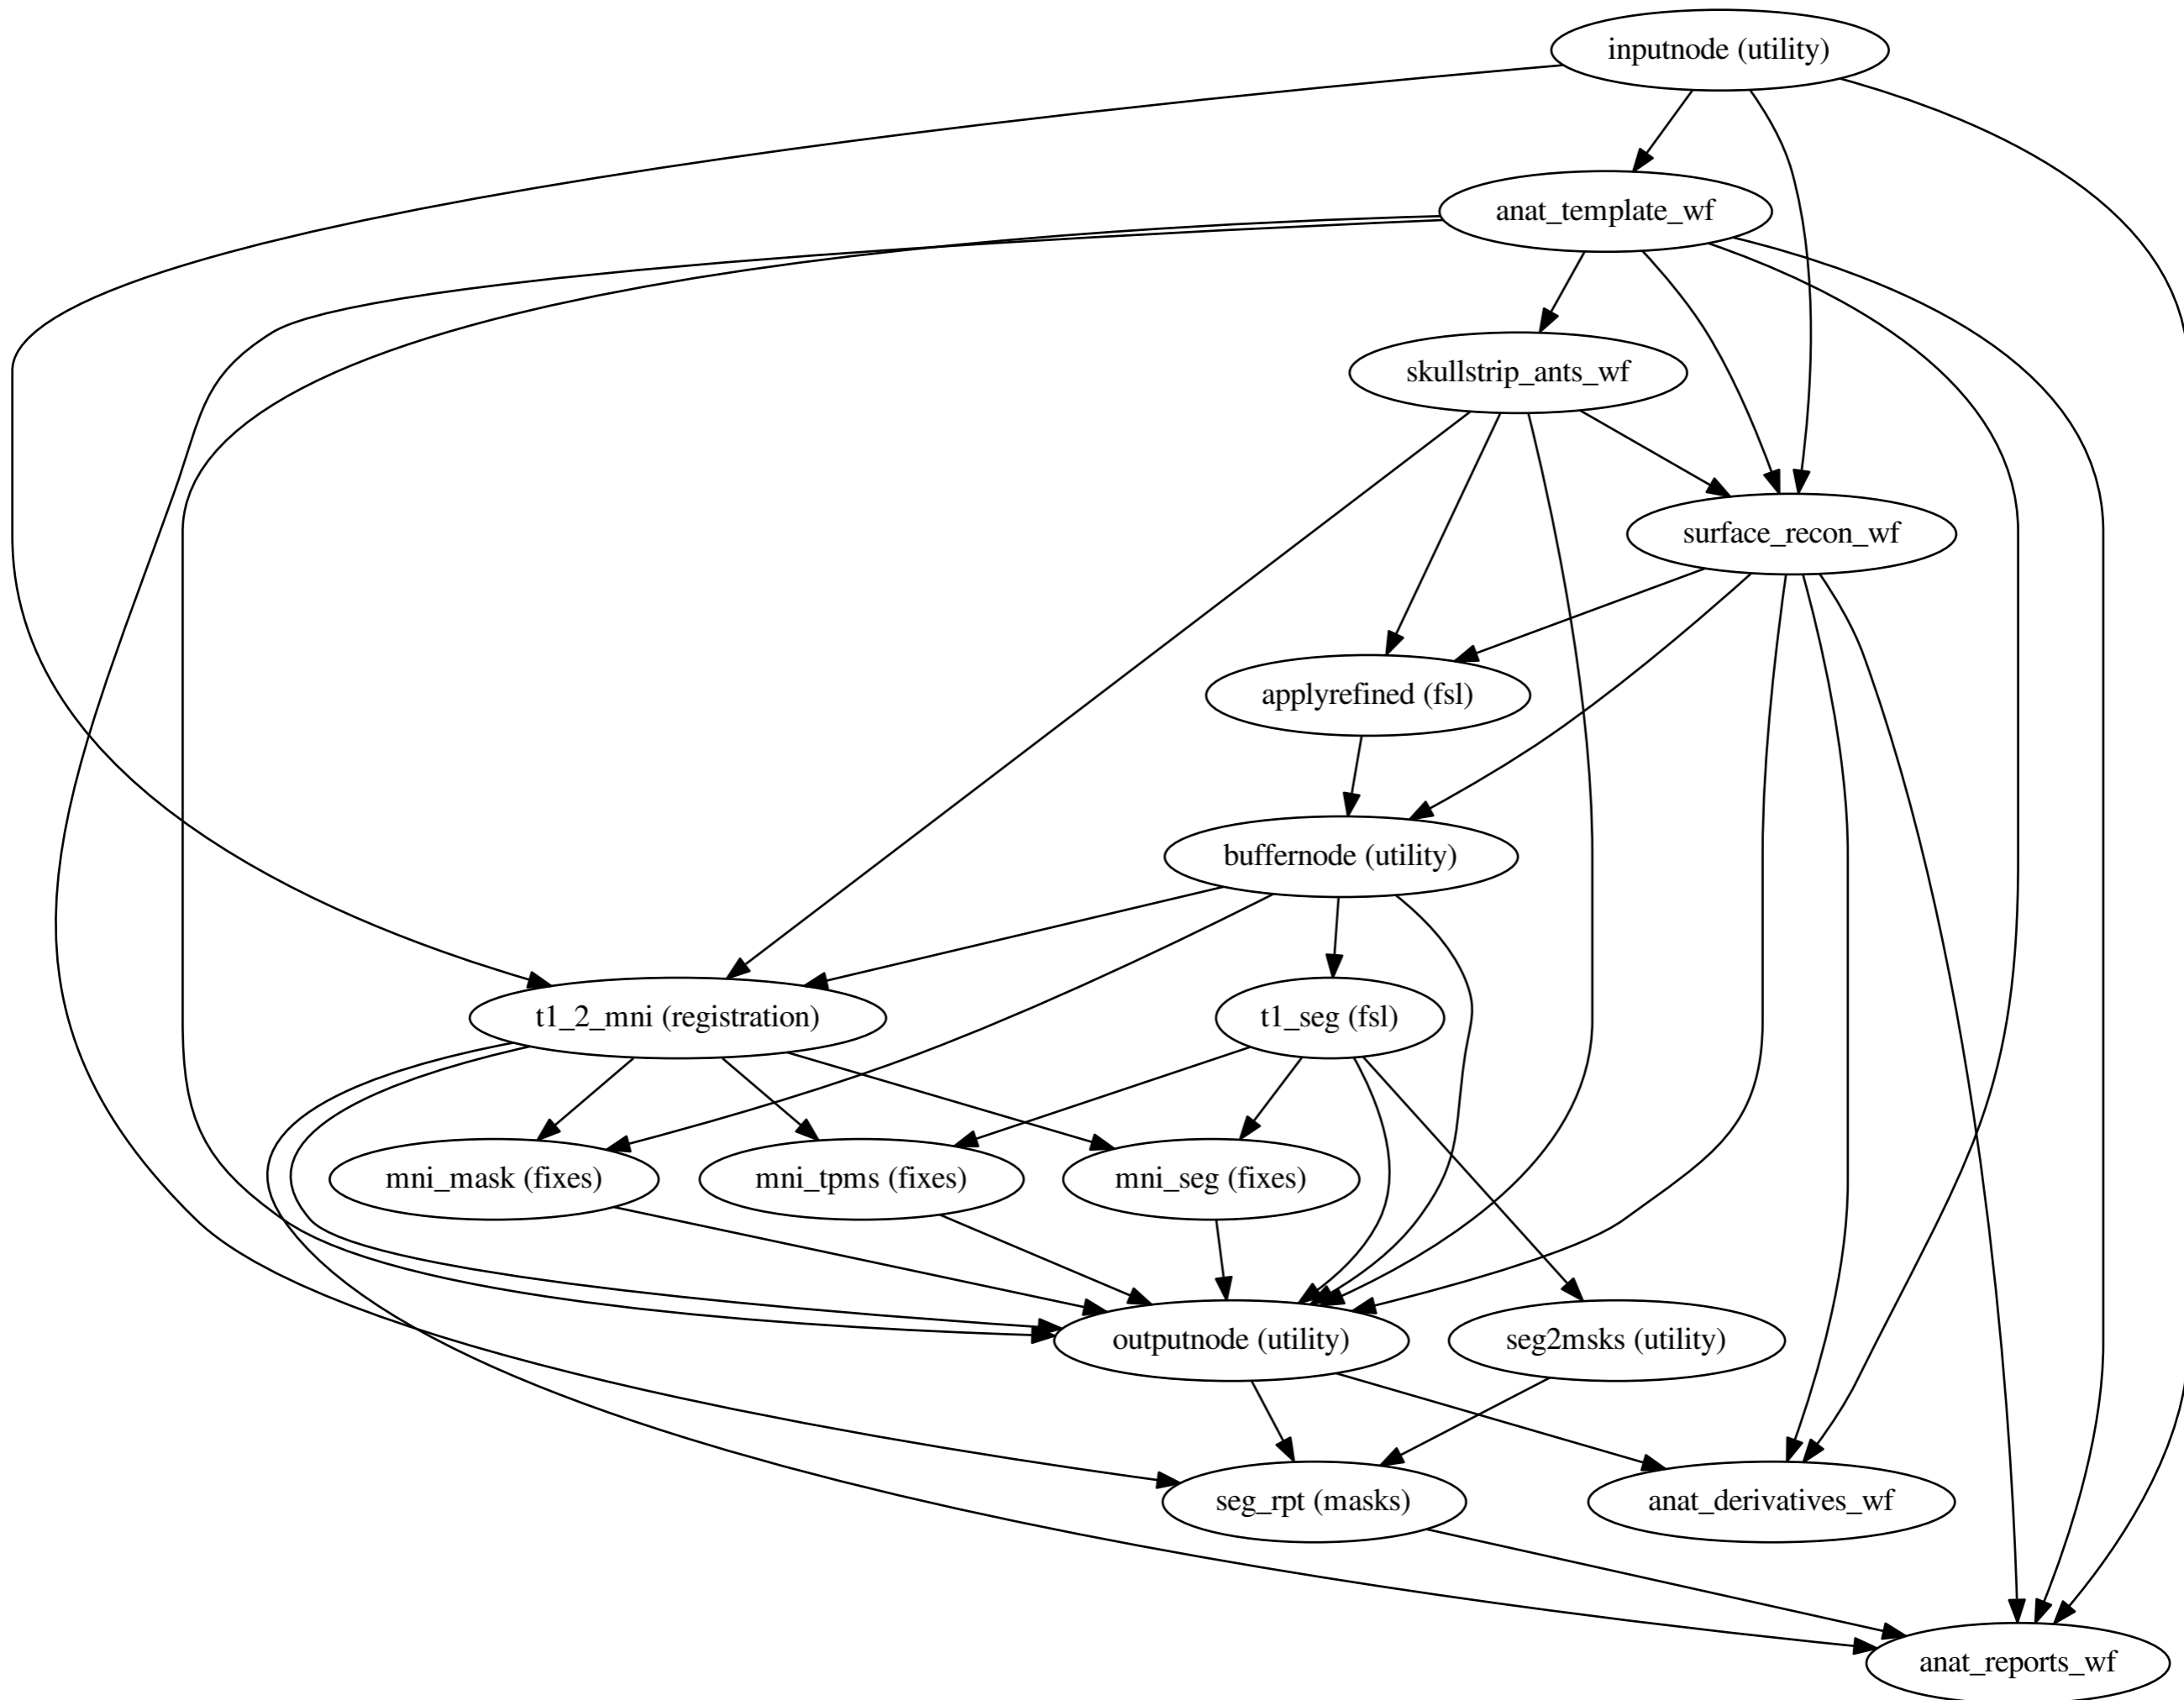 inputnode (utility)
anat_template_wf
skullstrip_ants_wf
surface_recon_wf
applyrefined (fsl)
buffernode (utility)
t1_2_mni (registration)
t1_seg (fsl)
mni_mask (fixes)
mni_tpms (fixes)
mni_seg (fixes)
outputnode (utility)
seg2msks (utility)
seg_rpt (masks)
anat_derivatives_wf
anat_reports_wf